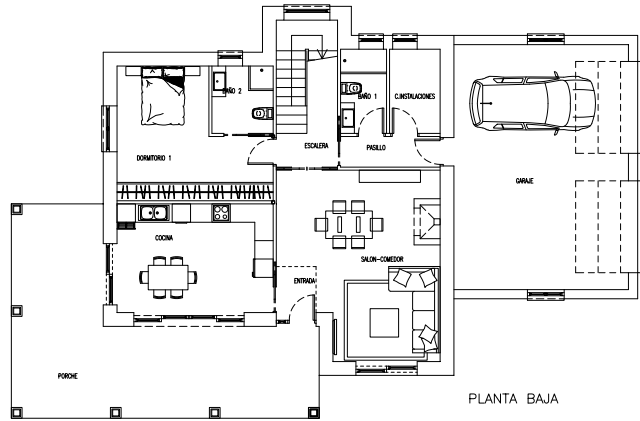 BAÑO 2
BAÑO 1
C.INSTALACIONES
ESCALERA
PASILLO
DORMITORIO 1
GARAJE
COCINA
SALON-COMEDOR
ENTRADA
PORCHE
PLANTA BAJA